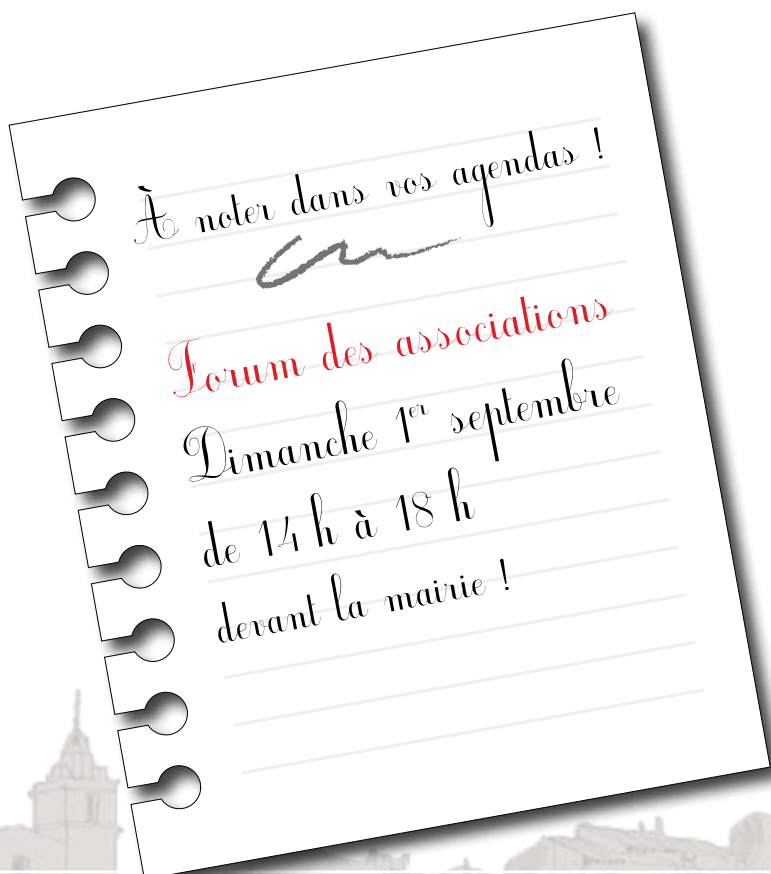 À noter dans vos agendas !
Forum des associations
Dimanche 1er septembre
de 14 h à 18 h
devant la mairie !